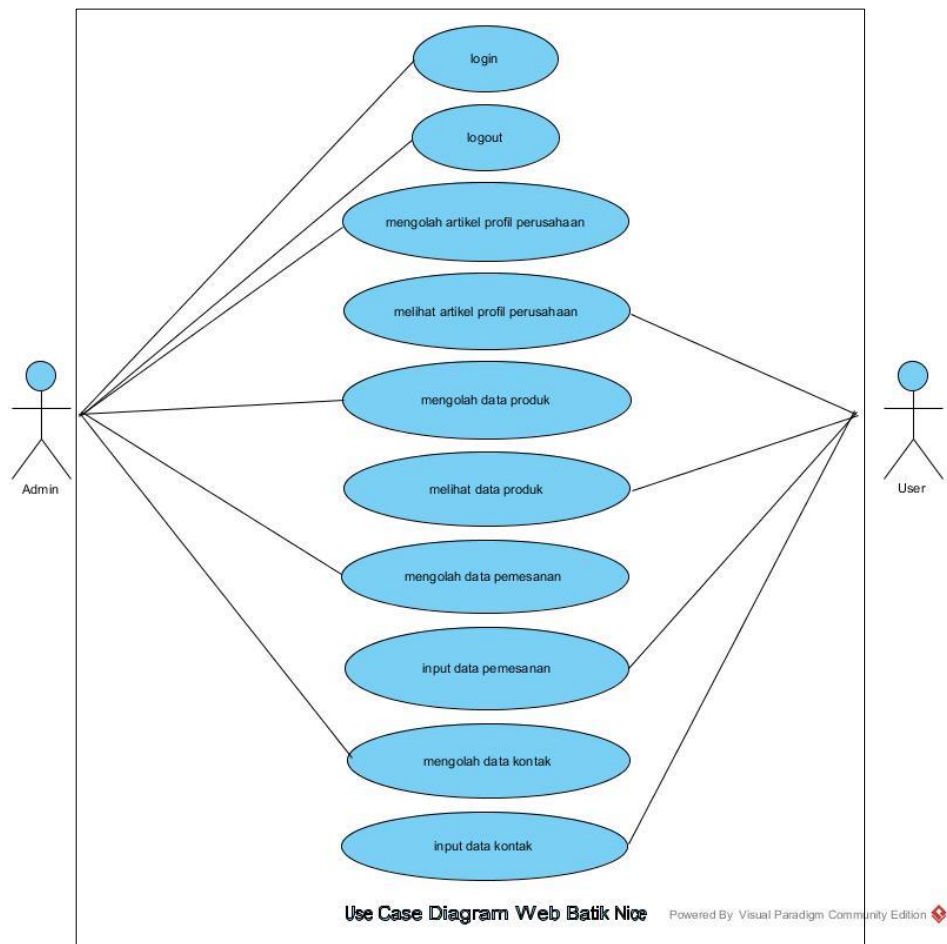 login
logout
mengolah artikel profil perusahaan
melihat artikel profil perusahaan
mengolah data produk
Admin
User
melihat data produk
mengolah data pemesanan
input data pemesanan
mengolah data kontak
input data kontak
Use Case Diagram Web Batik Nice
Powered By Visual Paradigm Community Edition